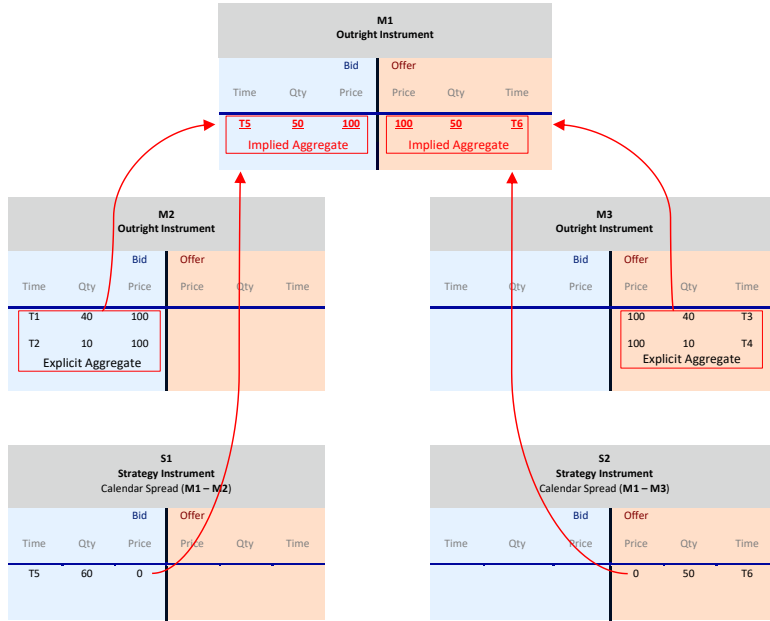 M1
Outright Instrument
Bid Offer
Time Qty Price Price Qty Time
T5 50 100 100 50 T6
Implied Aggregate Implied Aggregate
M2
Outright Instrument
Bid Offer
Time Qty Price Price Qty Time
T1 40 100
T2 10 100
Explicit Aggregate
M3
Outright Instrument
Bid Offer
Time Qty Price Price Qty Time
100 40 T3
100 10 T4
Explicit Aggregate
S1
Strategy Instrument
Calendar Spread (M1 – M2)
Bid Offer
Time Qty Price Price Qty Time
T5 60 0
S2
Strategy Instrument
Calendar Spread (M1 – M3)
Bid Offer
Time Qty Price Price Qty Time
0 50 T6